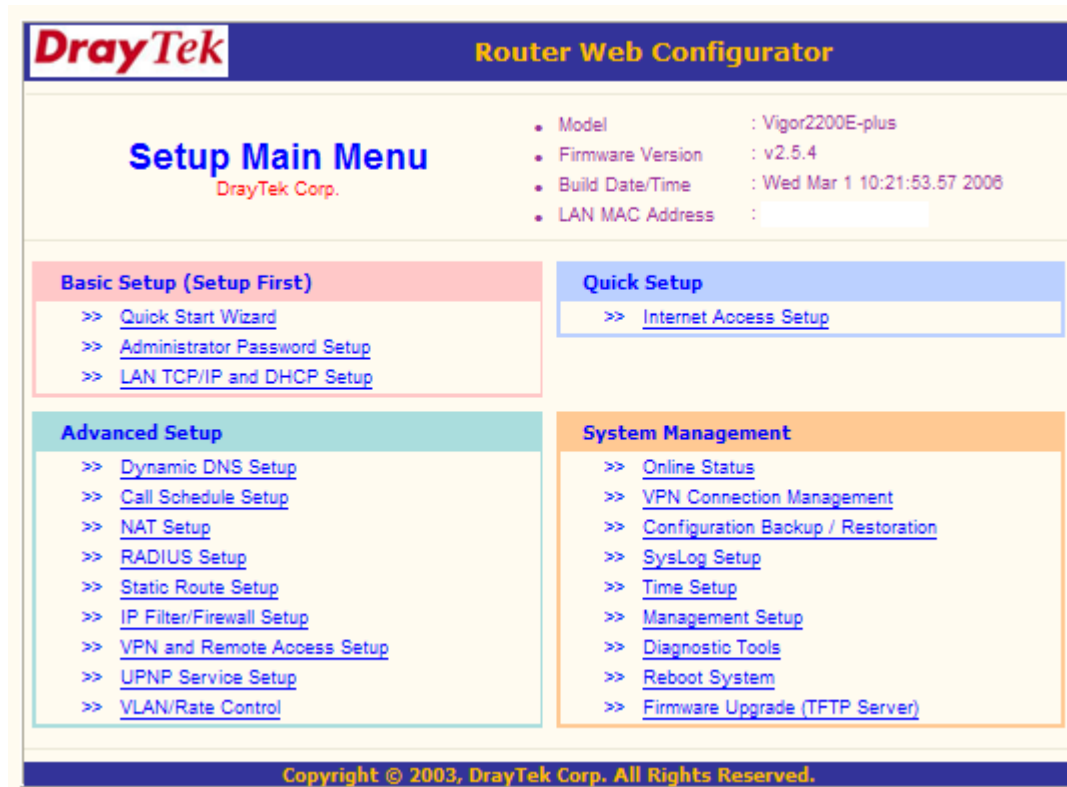 DrayTek
Router Web Configurator
Setup Main Menu
DrayTek Corp.
• Model : Vigor2200E-plus
• Firmware Version : v2.5.4
• Build Date/Time : Wed Mar 1 10:21:53.57 2006
• LAN MAC Address :
Basic Setup (Setup First)
>> Quick Start Wizard
>> Administrator Password Setup
>> LAN TCP/IP and DHCP Setup
Quick Setup
>> Internet Access Setup
Advanced Setup
>> Dynamic DNS Setup
>> Call Schedule Setup
>> NAT Setup
>> RADIUS Setup
>> Static Route Setup
>> IP Filter/Firewall Setup
>> VPN and Remote Access Setup
>> UPNP Service Setup
>> VLAN/Rate Control
System Management
>> Online Status
>> VPN Connection Management
>> Configuration Backup / Restoration
>> SysLog Setup
>> Time Setup
>> Management Setup
>> Diagnostic Tools
>> Reboot System
>> Firmware Upgrade (TFTP Server)
Copyright © 2003, DrayTek Corp. All Rights Reserved.